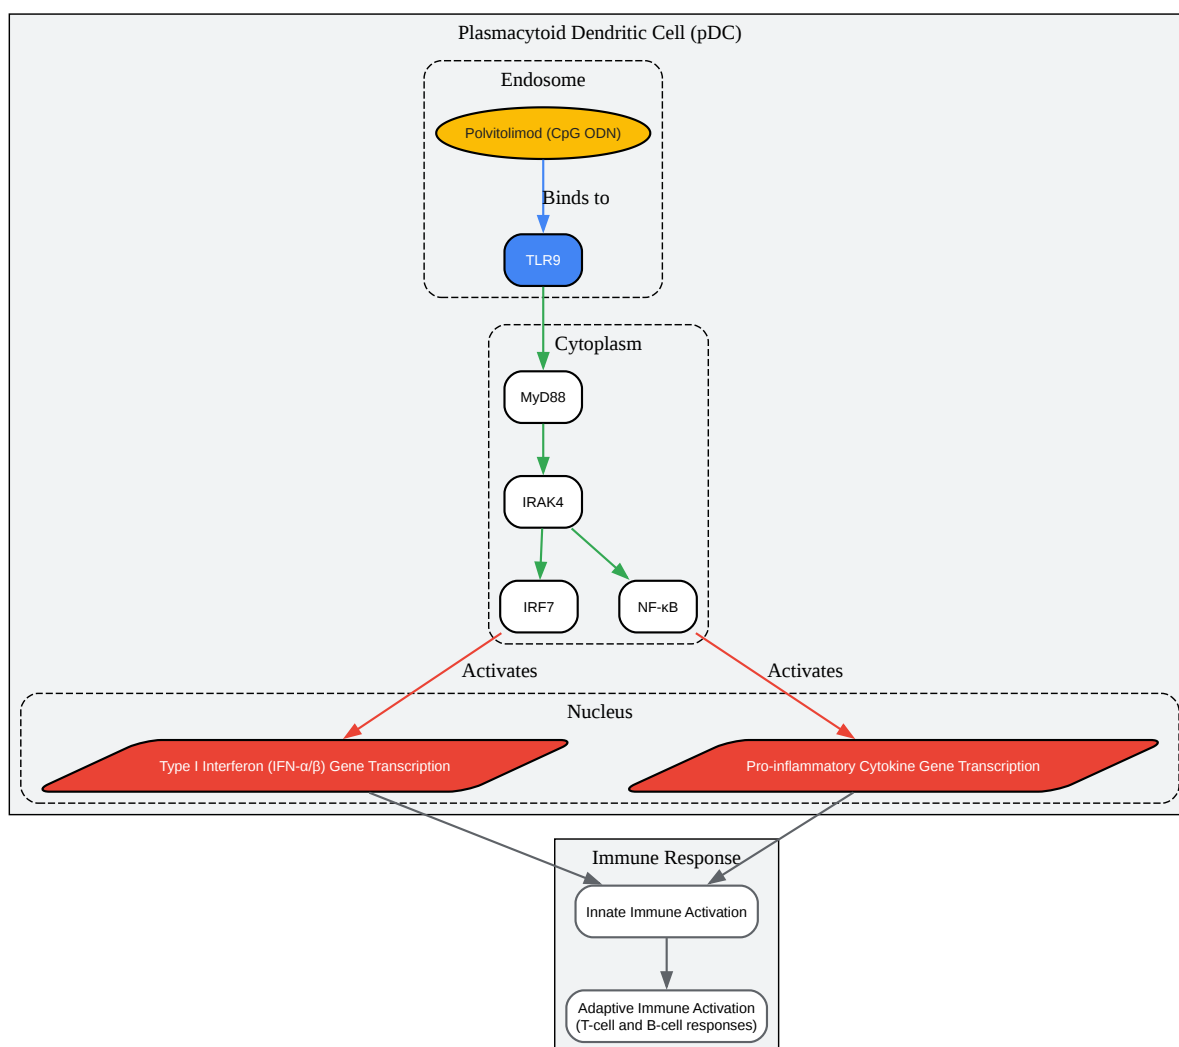 Plasmacytoid Dendritic Cell (pDC)
Endosome
Polvitolimod (CpG ODN)
Binds to
TLR9
Cytoplasm
MyD88
IRAK4
IRF7
NF-κB
Activates
Activates
Nucleus
Type I Interferon (IFN-α/β) Gene Transcription
Pro-inflammatory Cytokine Gene Transcription
Immune Response
Innate Immune Activation
Adaptive Immune Activation
(T-cell and B-cell responses)